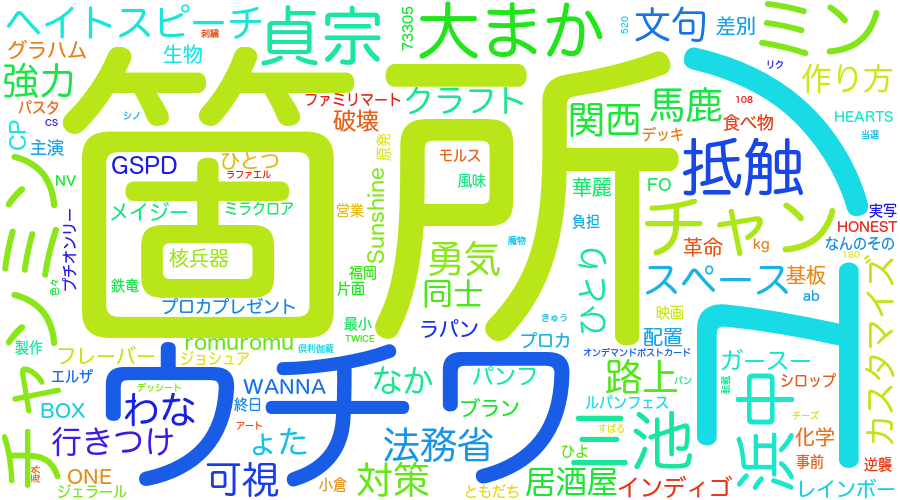 ヘイトスピーチ
貞宗
73305
大まか
520
文句
差別
ミン
刺繍
グラハム
生物
強力
リク
作り方
パスタ
CS
シノ
ファミリマート
クラフト
関西
馬鹿
108
食べ物
HEARTS
CP
主演
破壊
デッキ
当選
箇所
GSPD
ひとつ
ラファエル
原発
モルス
抵触
NV
メイジー
ミラクロア
営業
Sunshine
風味
華麗
FO
チャン
実写
HONEST
プチオンリー
負担
革命
kg
なんのその
チャンミン
核兵器
魔物
勇気
180
色々
鉄竜
福岡
片面
同士
スペース
基板
ab
プロカプレゼント
きゅう
映画
カスタマイズ
最小
ラパン
製作
romuromu
TWICE
プロカ
配置
フレーバー
ジョシュア
倶利伽羅
オンデマンドポストカード
ガースー
エルザ
ウチワ
デッシート
WANNA
なか
パンフ
路上
パン
シロップ
わな
終日
ブラン
ルパンフェス
BOX
アート
三池
浜中
チーズ
行きつけ
ょた
法務省
ひよ
すばる
化学
ONE
可視
小倉
対策
ともだち
居酒屋
事前
逆襲
ジェラール
インディゴ
レインボー